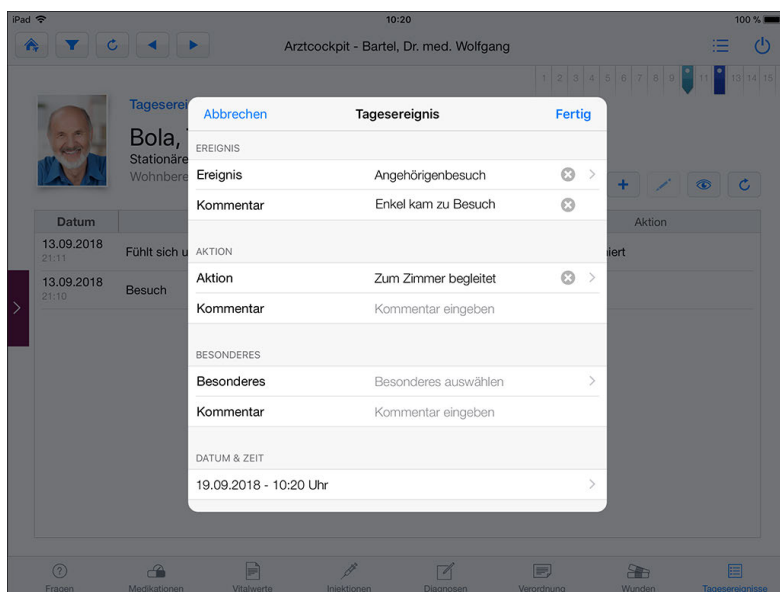 iPad 10:20 100 %
Arztcockpit - Bartel, Dr. med. Wolfgang
1 2 3 4 5 6 7 8 9 11 13 14 15
Tageserei
Bola,
Stationäre
Wohnbere
Datum Aktion
13.09.2018
21:11
Fühlt sich u
iert
13.09.2018
21:10
Besuch
Abbrechen Tagesereignis Fertig
EREIGNIS
Ereignis Angehörigenbesuch
Kommentar Enkel kam zu Besuch
AKTION
Aktion Zum Zimmer begleitet
Kommentar Kommentar eingeben
BESONDERES
Besonderes Besonderes auswählen
Kommentar Kommentar eingeben
DATUM & ZEIT
19.09.2018 - 10:20 Uhr
Fragen Medikationen Vitalwerte Injektionen Diagnosen Verordnung Wunden Tagesereignisse